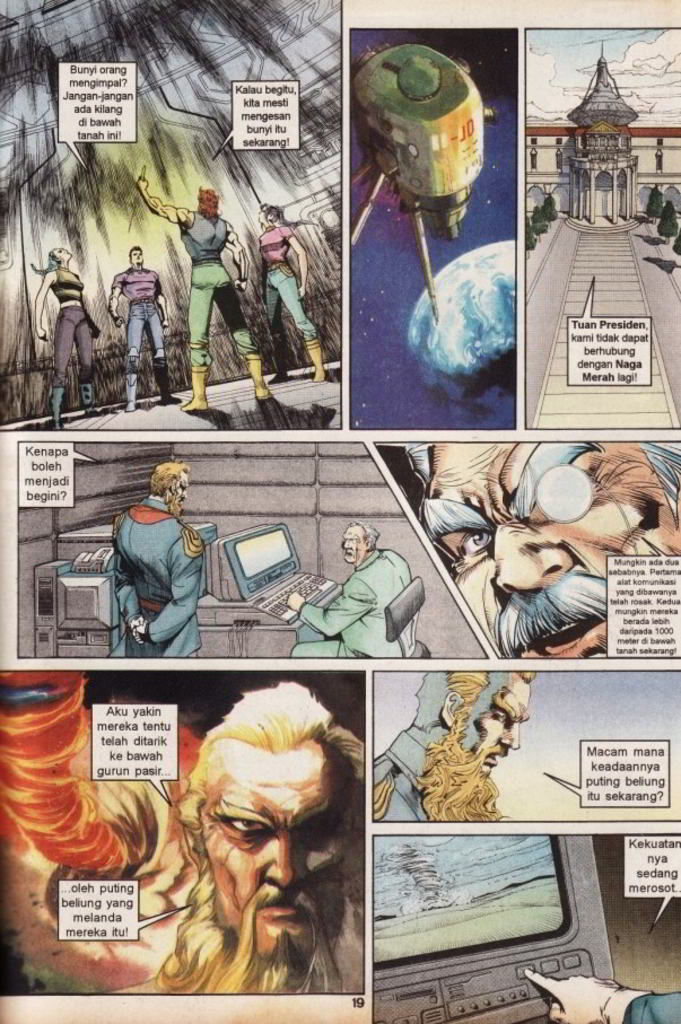 Bunyi orang
mengimpal?
Jangan-jangan
ada kilang
di bawah
tanah ini!
Kalau begitu,
kita mesti
mengesan
bunyi itu
sekarang!
-JD
Tuan Presiden,
kami tidak dapat
berhubung
dengan Naga
Merah lagi!
Kenapa
boleh
menjadi
begini?
Mungkin ada dua
sebabnya. Pertama
alat komunikasi
yang dibawanya
telah rosak. Kedua
mungkin mereka
berada lebih
daripada 1000
meter di bawah
tanah sekarang!
Aku yakin
mereka tentu
telah ditarik
ke bawah
gurun pasir...
...oleh puting
beliung yang
melanda
mereka itu!
Macam mana
keadaannya
puting beliung
itu sekarang?
Kekuatan
nya
sedang
merosot..
19